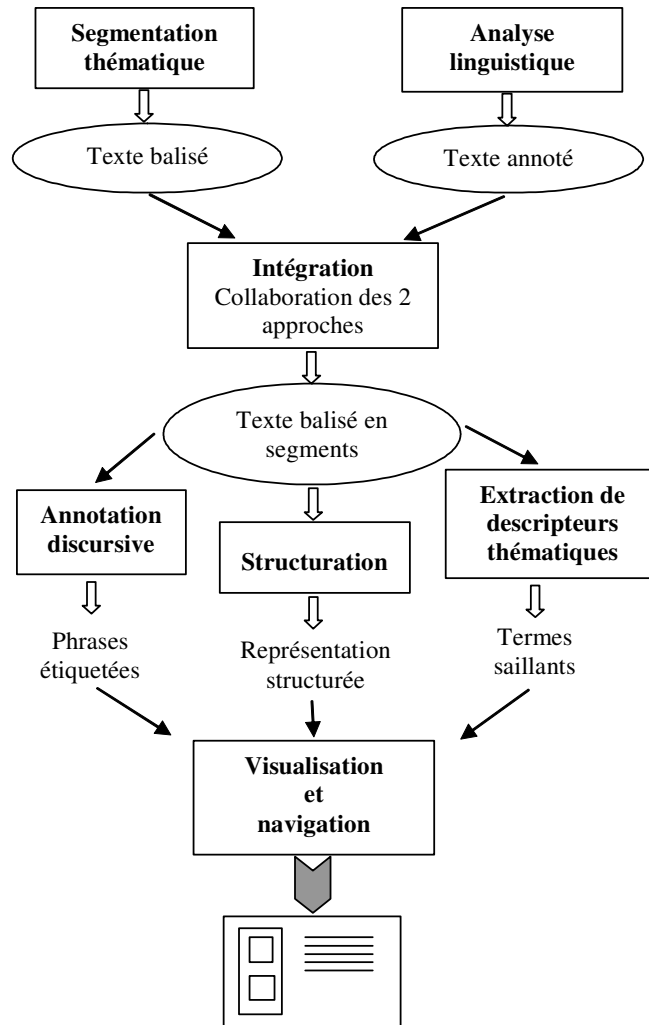 Segmentation
thématique
Analyse
linguistique
Texte balisé
Texte annoté
Intégration
Collaboration des 2
approches
Texte balisé en
segments
Annotation
discursive
Structuration
Extraction de
descripteurs
thématiques
Phrases
étiquetées
Représentation
structurée
Termes
saillants
Visualisation
et
navigation